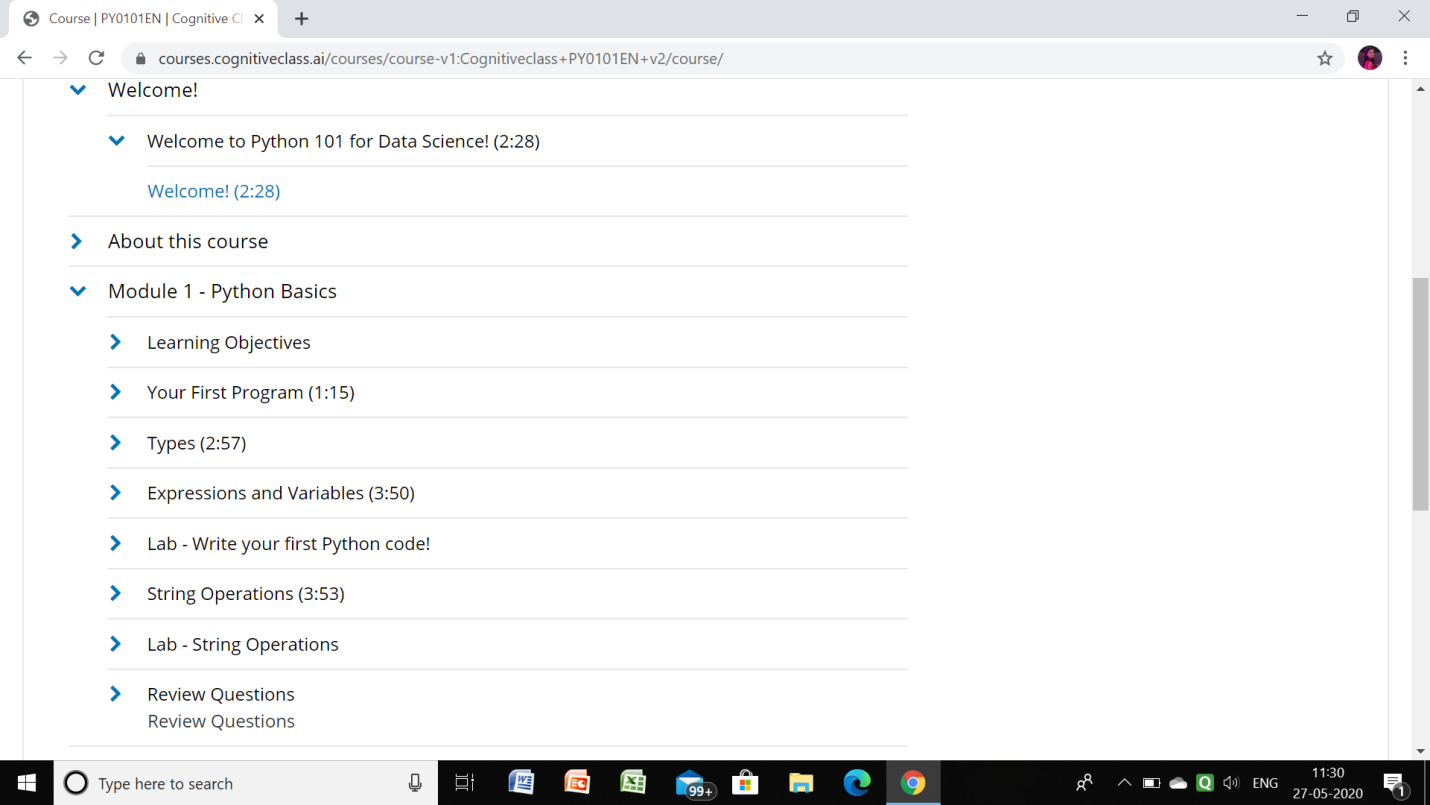 Course | PY0101EN | Cognitive Cl
courses.cognitiveclass.ai/courses/course-v1:Cognitiveclass+PY0101EN+v2/course/
Welcome!
Welcome to Python 101 for Data Science! (2:28)
Welcome! (2:28)
About this course
Module 1 - Python Basics
Learning Objectives
Your First Program (1:15)
Types (2:57)
Expressions and Variables (3:50)
Lab - Write your first Python code!
String Operations (3:53)
Lab - String Operations
Review Questions
Review Questions
Type here to search
99+
Q
ENG
11:30
27-05-2020
1